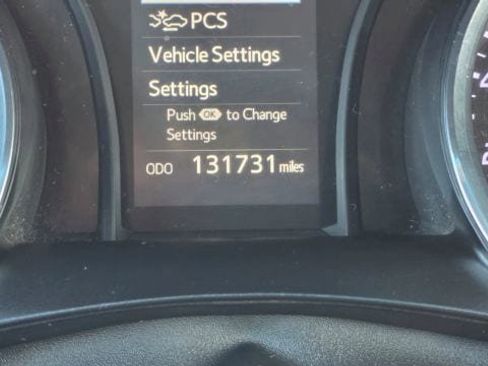 PCS
Vehicle Settings
Settings
Push OK to Change
Settings
ODO 131731 miles